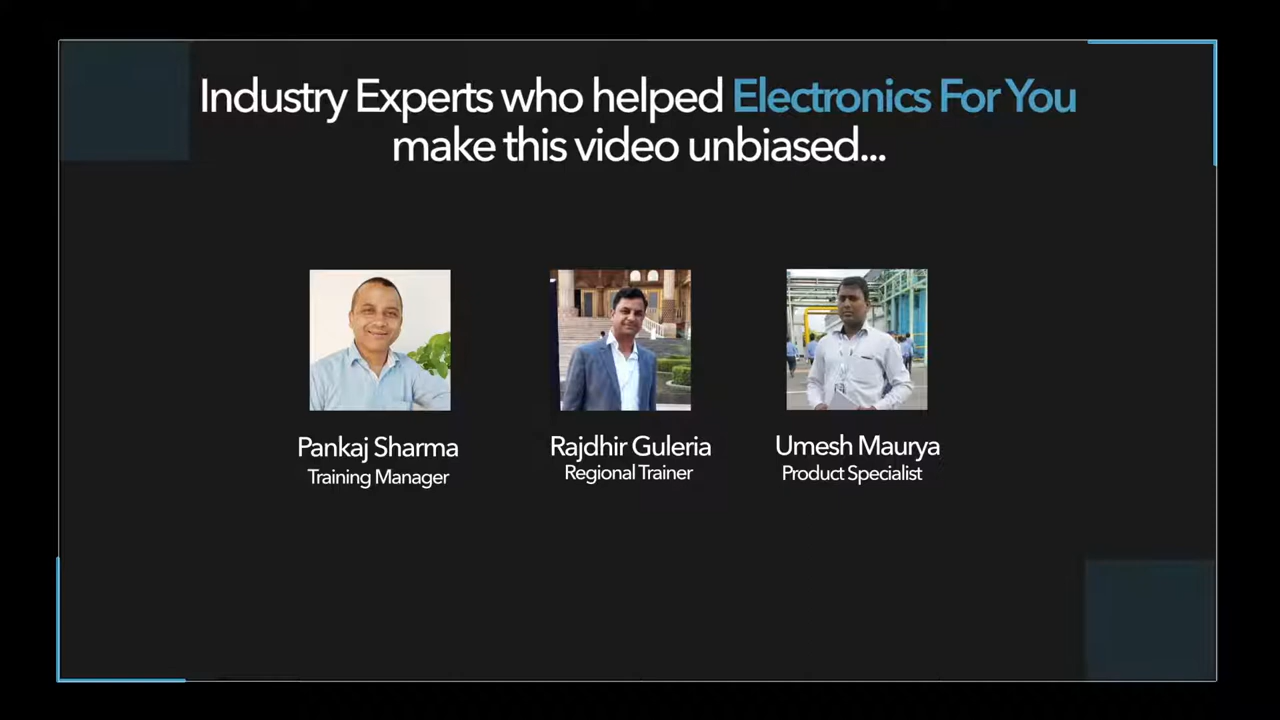 Industry Experts who helped Electronics For You
make this video unbiased...
Pankaj Sharma
Training Manager
Rajdhir Guleria
Regional Trainer
Umesh Maurya
Product Specialist